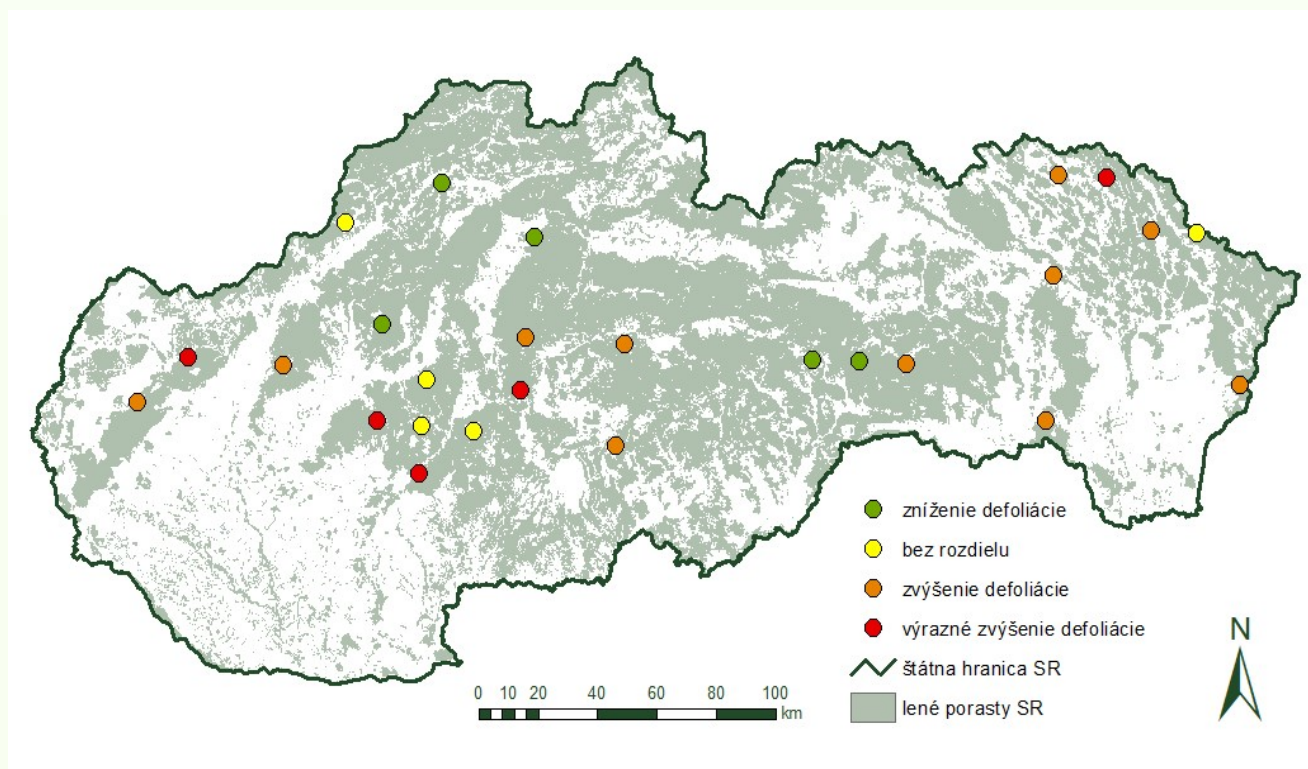 zníženie defoliácie
bez rozdielu
zvýšenie defoliácie
výrazné zvýšenie defoliácie
štátna hranica SR
lené porasty SR
N
0 10 20 40 60 80 100
km